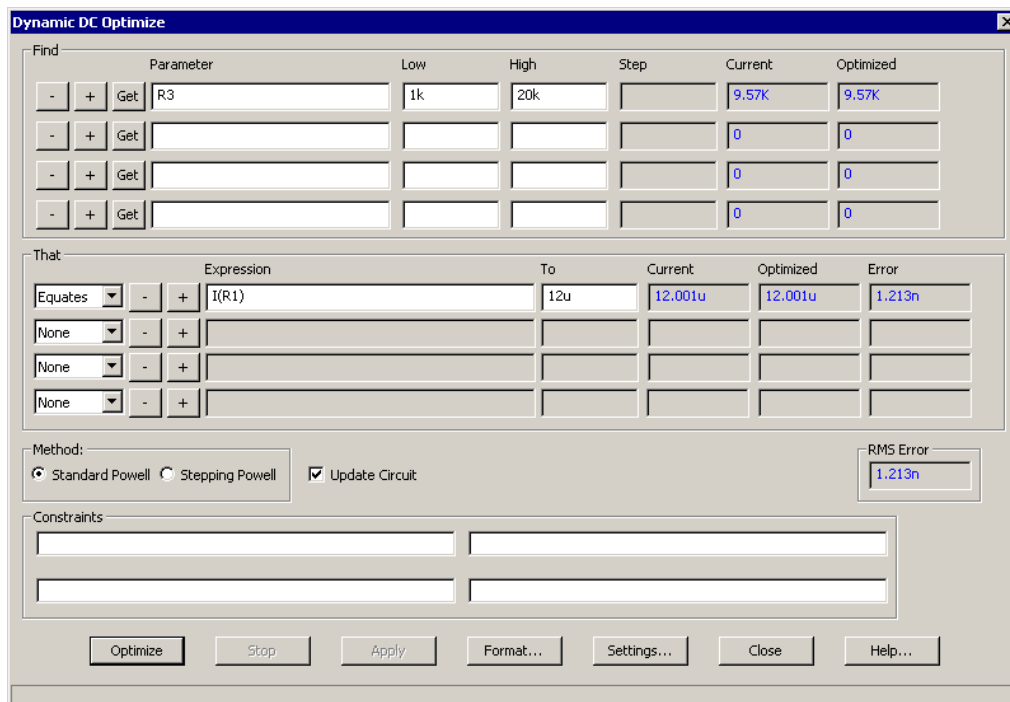 Dynamic DC Optimize
Find
Parameter Low High Step Current Optimized
- + Get R3 1k 20k 9.57K 9.57K
- + Get 0 0
- + Get 0 0
- + Get 0 0
That
Expression To Current Optimized Error
Equates - + I(R1) 12u 12.001u 12.001u 1.213n
None - +
None - +
None - +
Method: RMS Error
Standard Powell Stepping Powell Update Circuit 1.213n
Constraints
Optimize Stop Apply Format... Settings... Close Help...